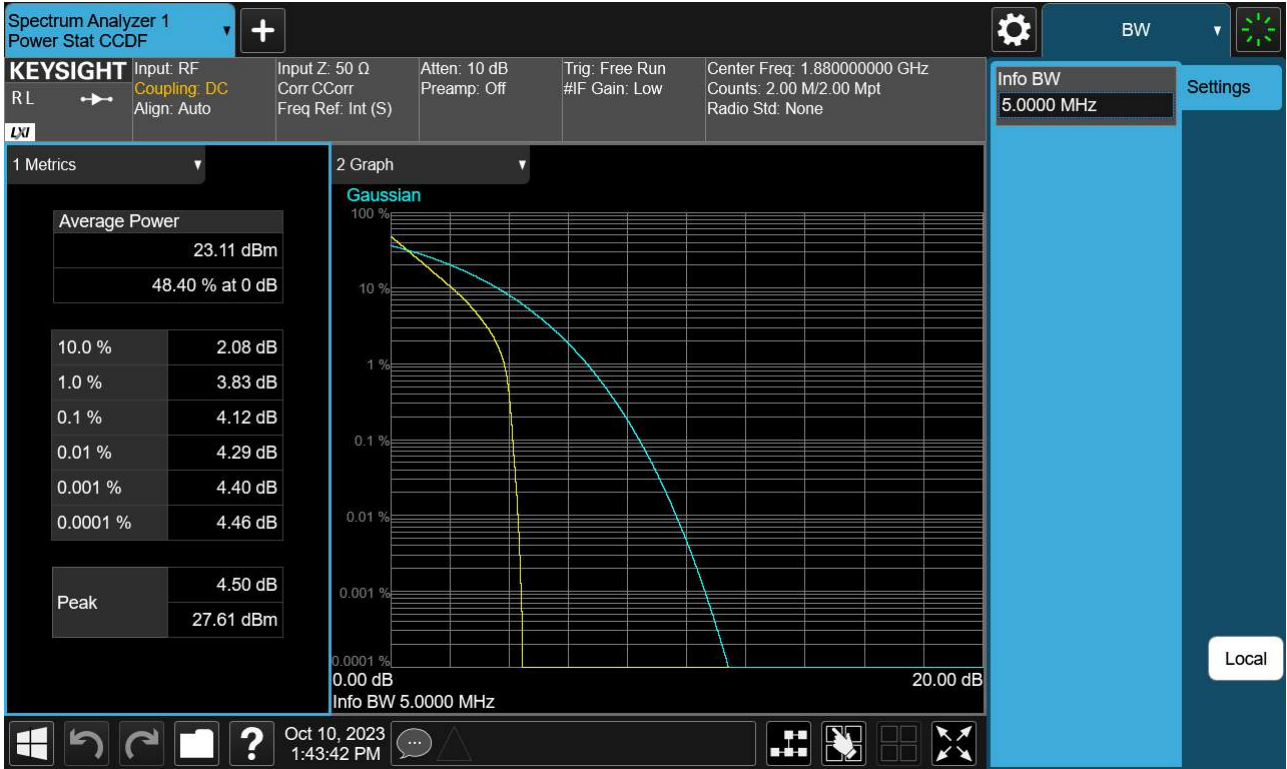 Spectrum Analyzer 1
Power Stat CCDF
+
BW
KEYSIGHT
RL
LXI
Input: RF
Coupling: DC
Align: Auto
Input Z: 50 Ω
Corr CCorr
Freq Ref: Int (S)
Atten: 10 dB
Preamp: Off
Trig: Free Run
#IF Gain: Low
Center Freq: 1.880000000 GHz
Counts: 2.00 M/2.00 Mpt
Radio Std: None
Info BW
5.0000 MHz
Settings
1 Metrics
Average Power
23.11 dBm
48.40 % at 0 dB
10.0 % 2.08 dB
1.0 % 3.83 dB
0.1 % 4.12 dB
0.01 % 4.29 dB
0.001 % 4.40 dB
0.0001 % 4.46 dB
Peak
4.50 dB
27.61 dBm
2 Graph
Gaussian
100 %
10 %
1 %
0.1 %
0.01 %
0.001 %
0.0001 %
0.00 dB 20.00 dB
Info BW 5.0000 MHz
Local
?
Oct 10, 2023
1:43:42 PM